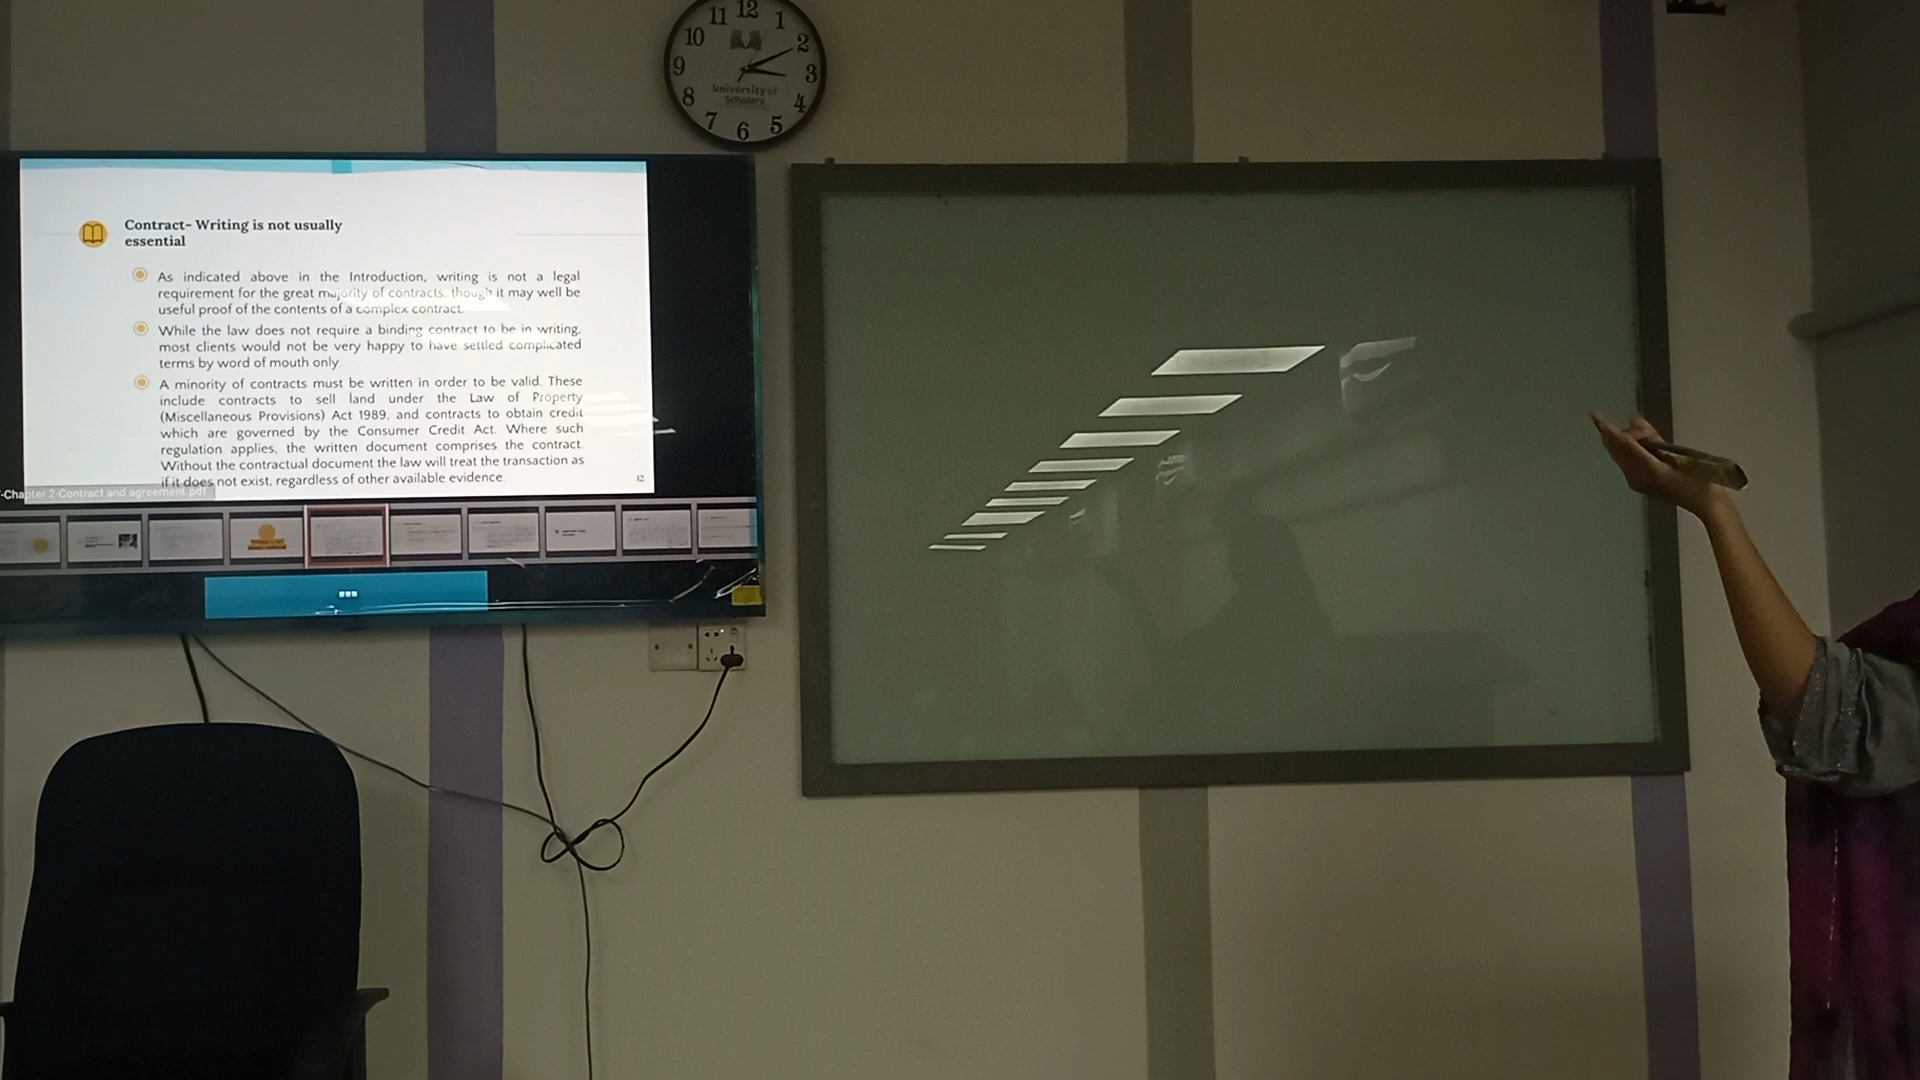 11 12 1
10 2
9 3
8 4
7 6 5
University of
Scholars
Contract- Writing is not usually
essential
As indicated above in the Introduction, writing is not a legal
requirement for the great majority of contracts, though it may well be
useful proof of the contents of a complex contract.
While the law does not require a binding contract to be in writing,
most clients would not be very happy to have settled complicated
terms by word of mouth only.
A minority of contracts must be written in order to be valid. These
include contracts to sell land under the Law of Property
(Miscellaneous Provisions) Act 1989, and contracts to obtain credit
which are governed by the Consumer Credit Act. Where such
regulation applies, the written document comprises the contract.
Without the contractual document the law will treat the transaction as
if it does not exist, regardless of other available evidence.
12
-Chapter 2-Contract and agreement.pdf